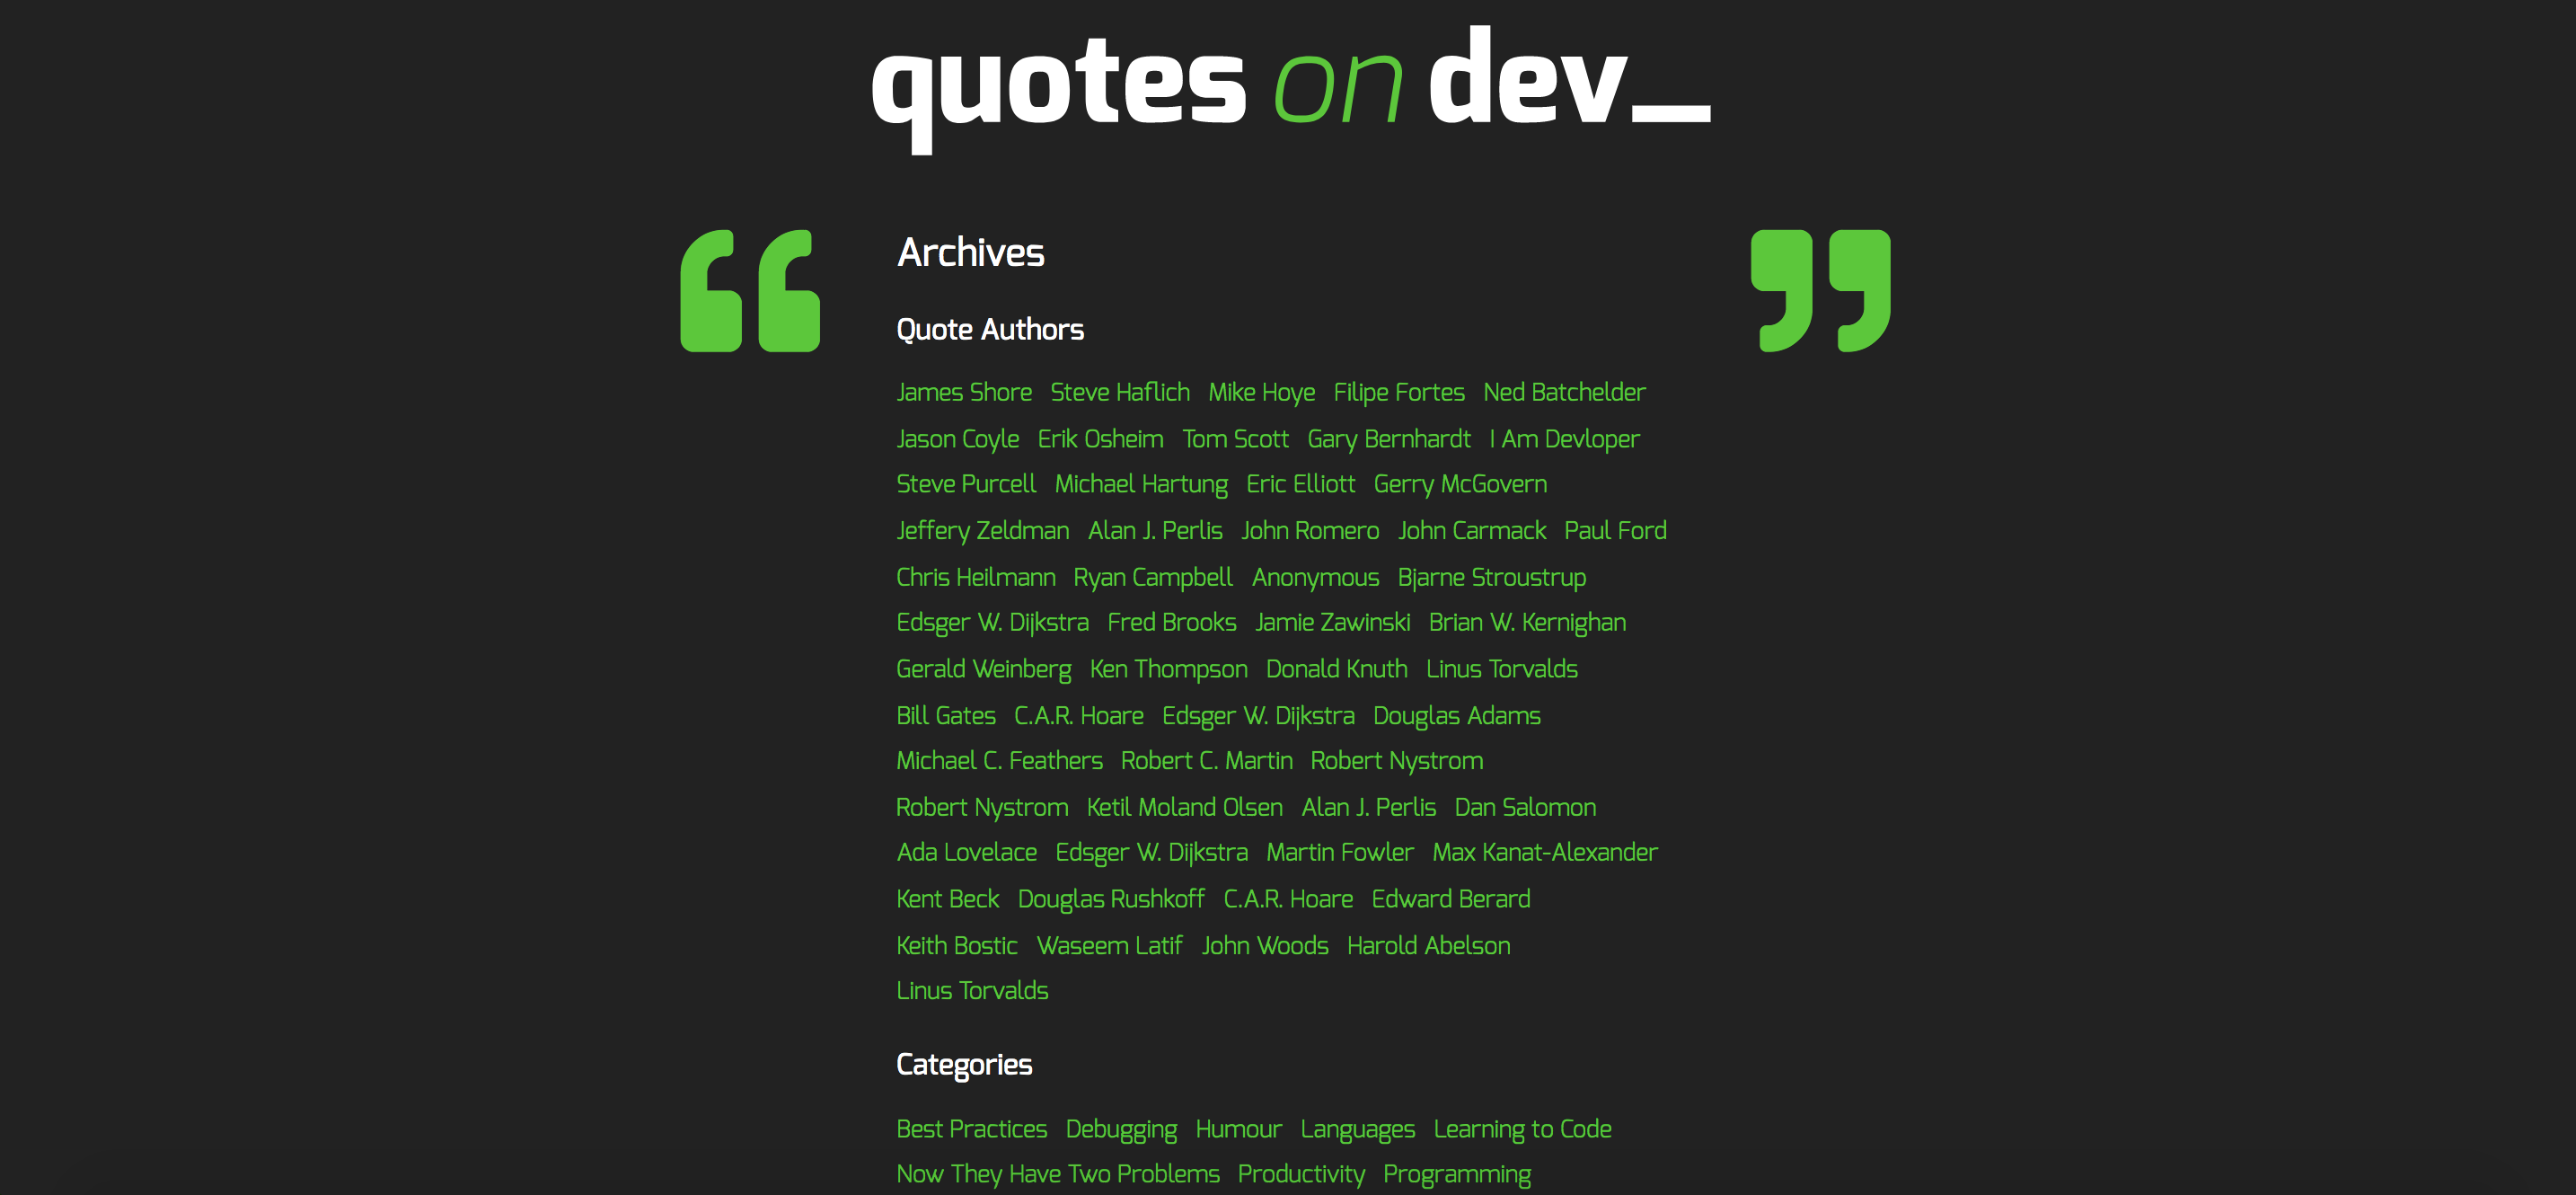 quotes on dev_
Archives
Quote Authors
James Shore Steve Haflich Mike Hoye Filipe Fortes Ned Batchelder
Jason Coyle Erik Osheim Tom Scott Gary Bernhardt I Am Devloper
Steve Purcell Michael Hartung Eric Elliott Gerry McGovern
Jeffery Zeldman Alan J. Perlis John Romero John Carmack Paul Ford
Chris Heilmann Ryan Campbell Anonymous Bjarne Stroustrup
Edsger W. Dijkstra Fred Brooks Jamie Zawinski Brian W. Kernighan
Gerald Weinberg Ken Thompson Donald Knuth Linus Torvalds
Bill Gates C.A.R. Hoare Edsger W. Dijkstra Douglas Adams
Michael C. Feathers Robert C. Martin Robert Nystrom
Robert Nystrom Ketil Moland Olsen Alan J. Perlis Dan Salomon
Ada Lovelace Edsger W. Dijkstra Martin Fowler Max Kanat-Alexander
Kent Beck Douglas Rushkoff C.A.R. Hoare Edward Berard
Keith Bostic Waseem Latif John Woods Harold Abelson
Linus Torvalds
Categories
Best Practices Debugging Humour Languages Learning to Code
Now They Have Two Problems Productivity Programming